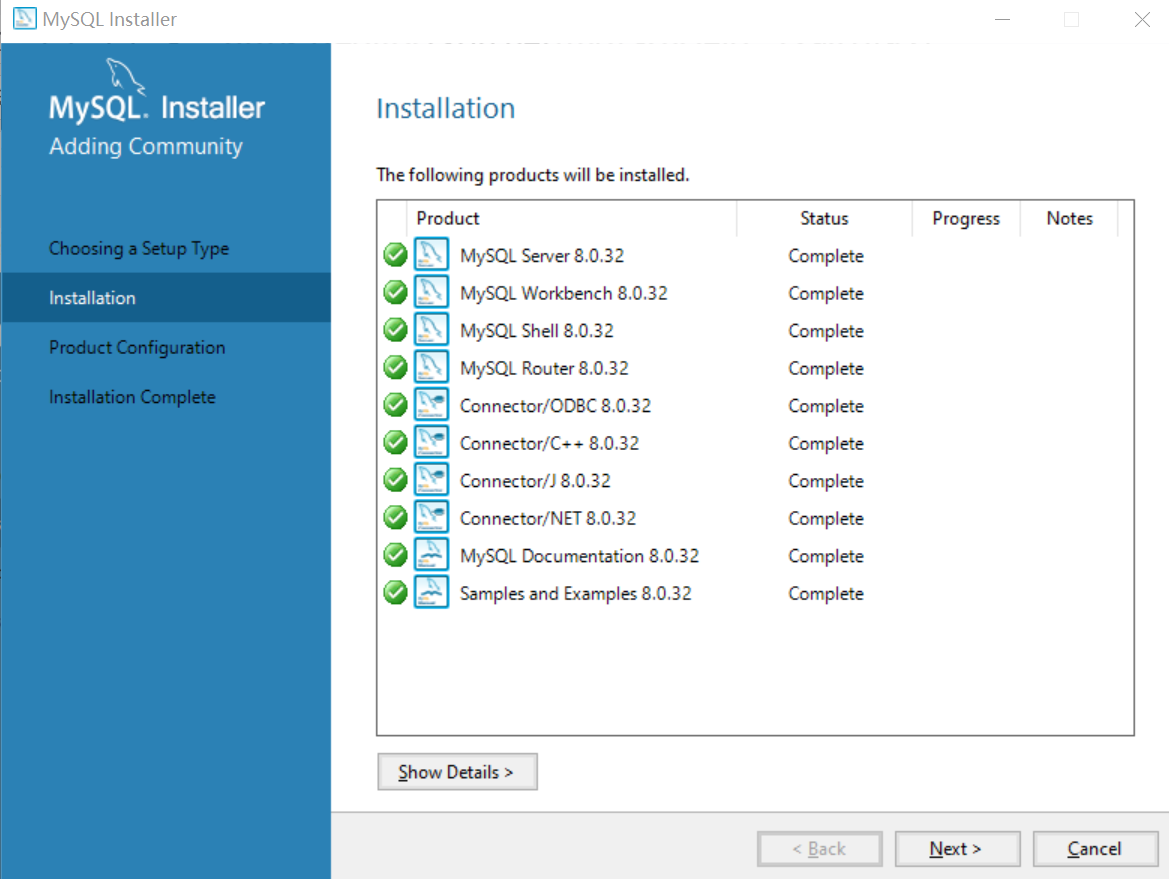 MySQL Installer
MySQL. Installer
Adding Community
Choosing a Setup Type
Installation
Product Configuration
Installation Complete
Installation
The following products will be installed.
Product Status Progress Notes
MySQL Server 8.0.32 Complete
MySQL Workbench 8.0.32 Complete
MySQL Shell 8.0.32 Complete
MySQL Router 8.0.32 Complete
Connector/ODBC 8.0.32 Complete
Connector/C++ 8.0.32 Complete
Connector/J 8.0.32 Complete
Connector/NET 8.0.32 Complete
MySQL Documentation 8.0.32 Complete
Samples and Examples 8.0.32 Complete
Show Details >
< Back Next > Cancel